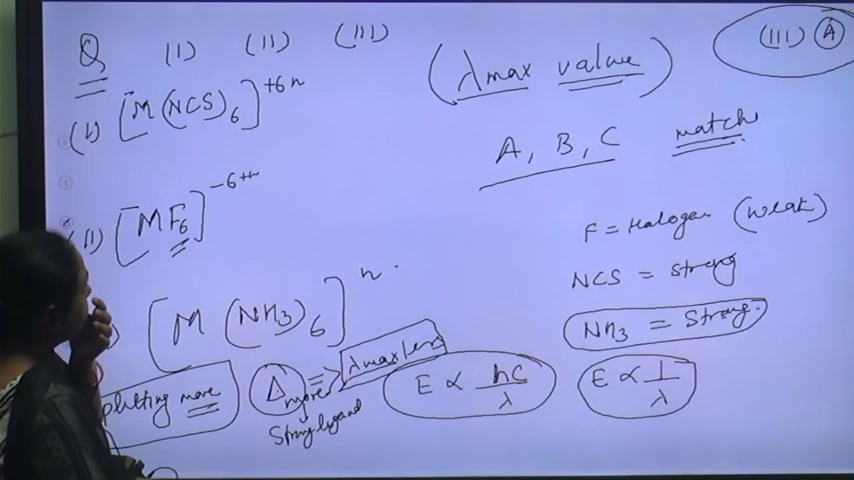 Q (I) (II) (III)
(λmax value)
(III) A
(I) [M(NCS)6]+6n
A, B, C match
(II) [MF6]-6+n
F = Halogen (weak)
NCS = Strong
[M(NH3)6]n
NH3 = Strong.
splitting more
Δmore => λmax less
Strong ligand
E ∝ hc/λ
E ∝ 1/λ